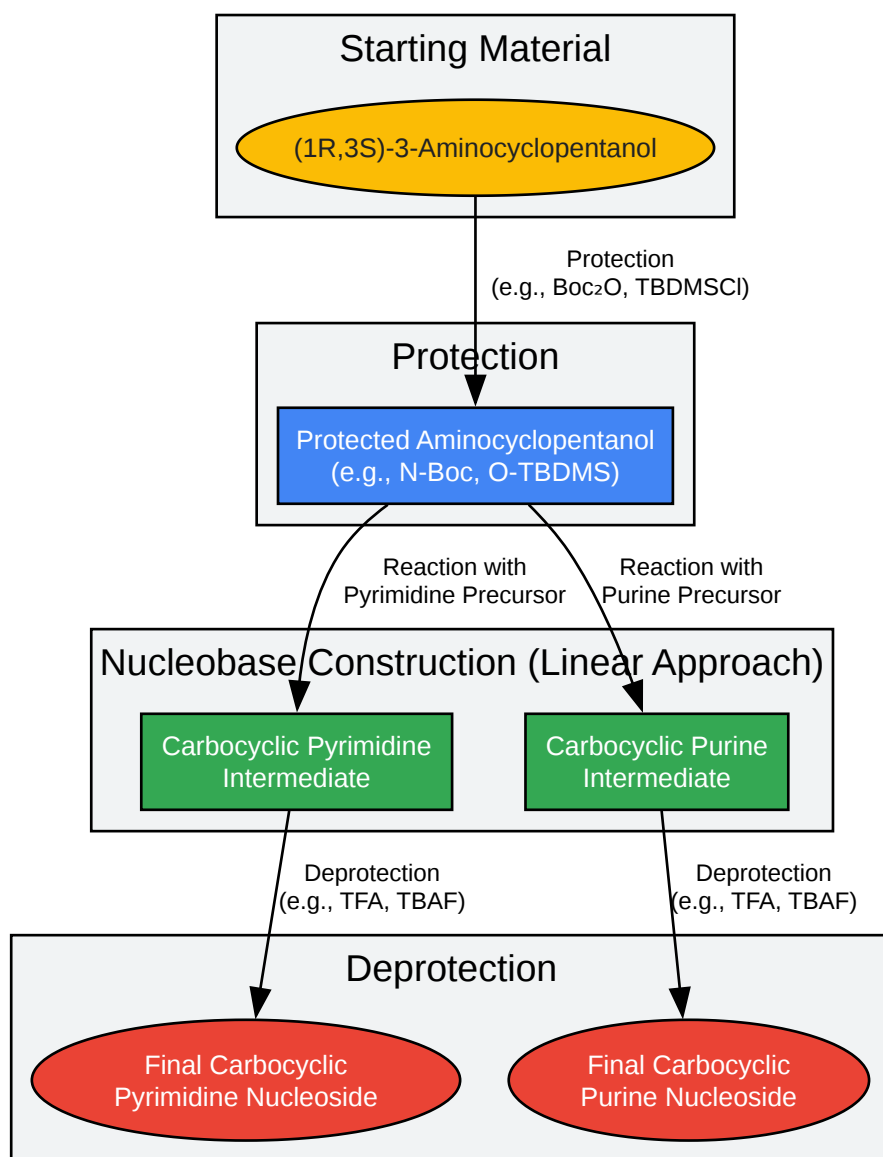 Starting Material
(1R,3S)-3-Aminocyclopentanol
Protection
(e.g., Boc₂O, TBDMSCl)
Protection
Protected Aminocyclopentanol
(e.g., N-Boc, O-TBDMS)
Reaction with
Pyrimidine Precursor
Reaction with
Purine Precursor
Nucleobase Construction (Linear Approach)
Carbocyclic Pyrimidine
Intermediate
Carbocyclic Purine
Intermediate
Deprotection
(e.g., TFA, TBAF)
Deprotection
(e.g., TFA, TBAF)
Deprotection
Final Carbocyclic
Pyrimidine Nucleoside
Final Carbocyclic
Purine Nucleoside